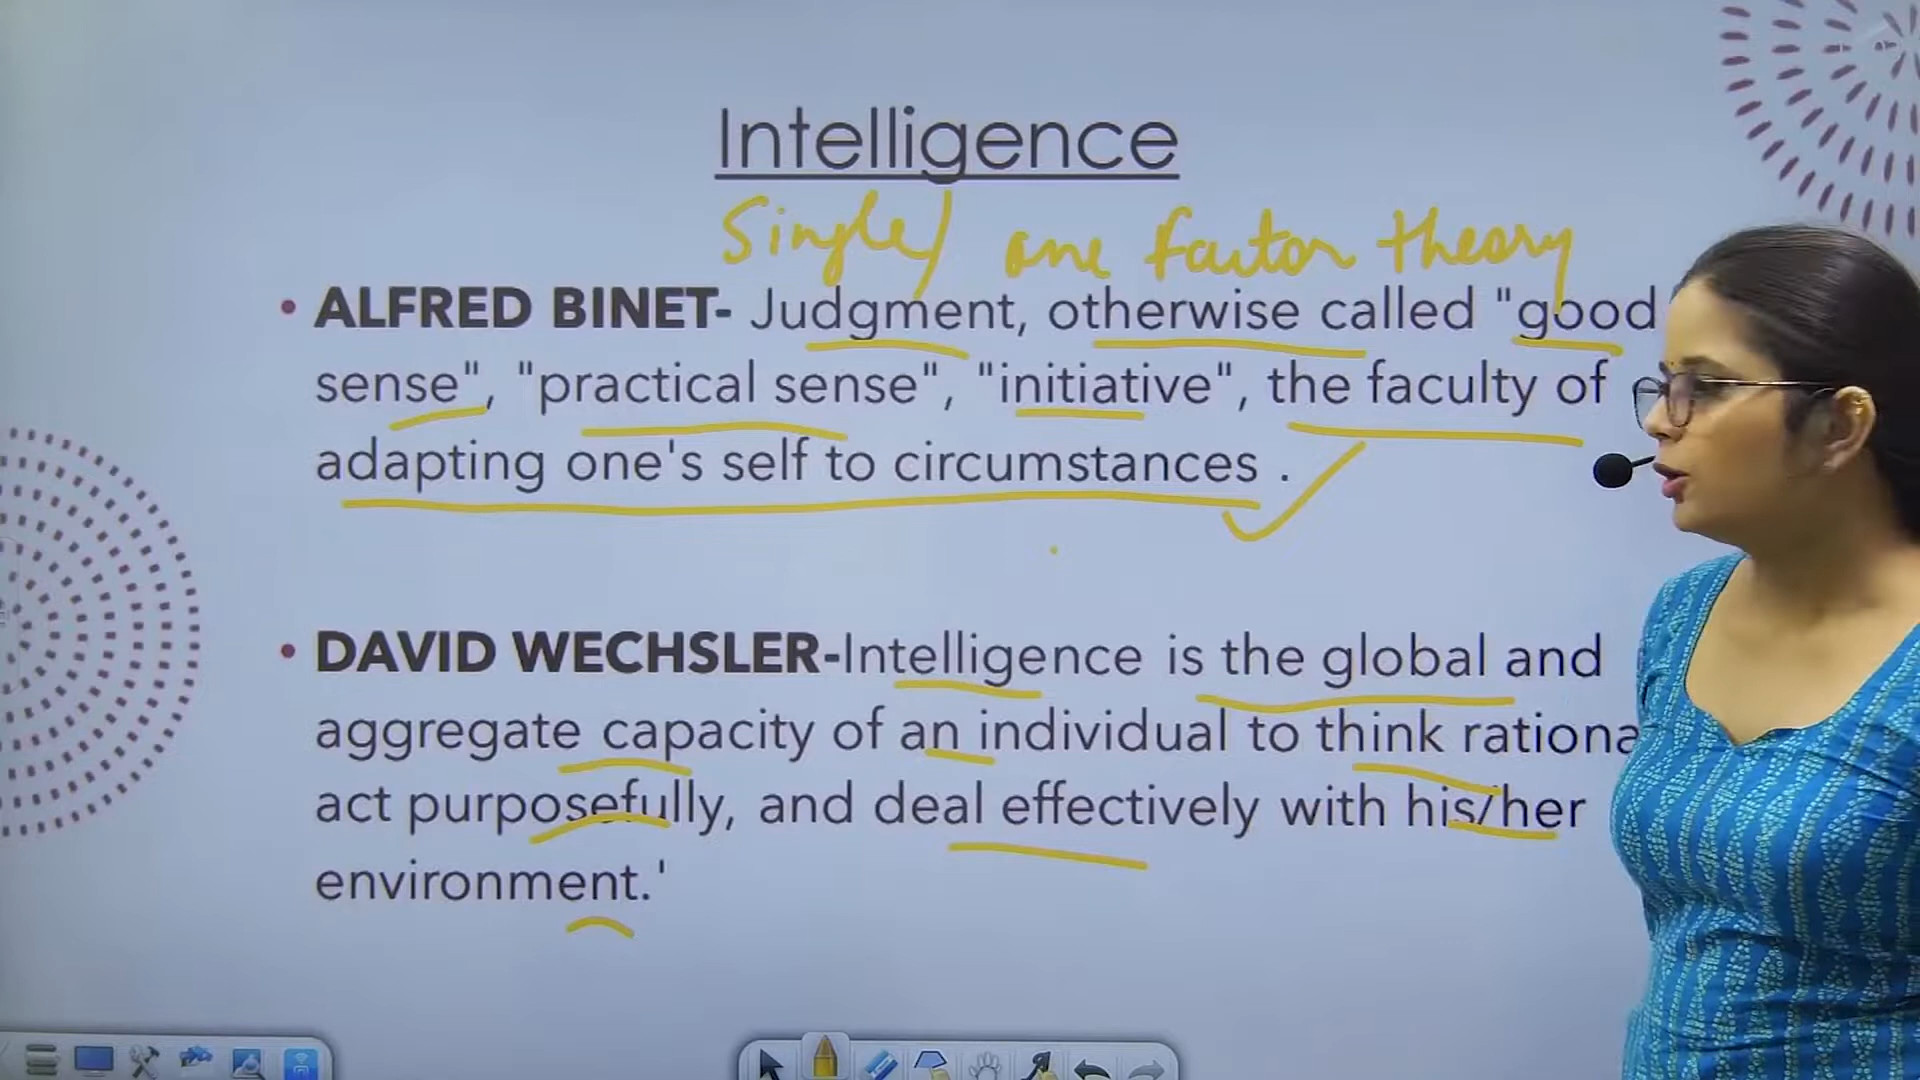 Intelligence
Single/ one factor theory
• ALFRED BINET- Judgment, otherwise called "good
sense", "practical sense", "initiative", the faculty of
adapting one's self to circumstances .
• DAVID WECHSLER-Intelligence is the global and
aggregate capacity of an individual to think rationa
act purposefully, and deal effectively with his/her
environment.'